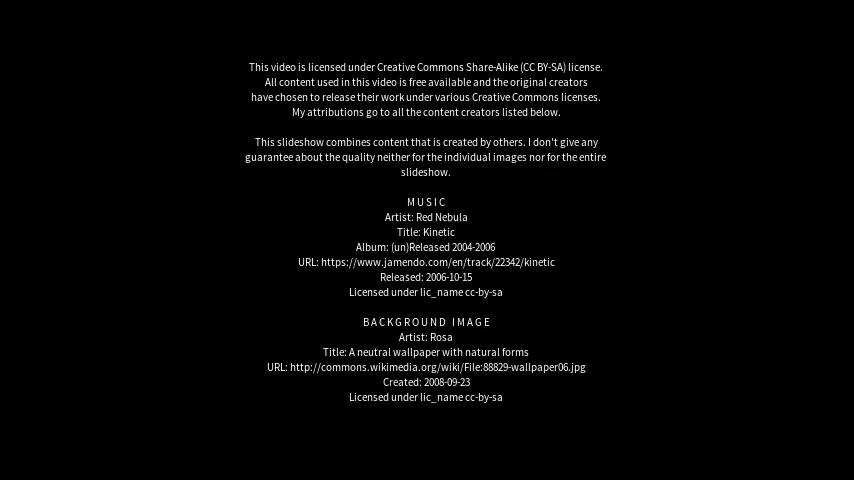 This video is licensed under Creative Commons Share-Alike (CC BY-SA) license.
All content used in this video is free available and the original creators
have chosen to release their work under various Creative Commons licenses.
My attributions go to all the content creators listed below.
This slideshow combines content that is created by others. I don't give any
guarantee about the quality neither for the individual images nor for the entire
slideshow.
M U S I C
Artist: Red Nebula
Title: Kinetic
Album: (un)Released 2004-2006
URL: https://www.jamendo.com/en/track/22342/kinetic
Released: 2006-10-15
Licensed under lic_name cc-by-sa
B A C K G R O U N D   I M A G E
Artist: Rosa
Title: A neutral wallpaper with natural forms
URL: http://commons.wikimedia.org/wiki/File:88829-wallpaper06.jpg
Created: 2008-09-23
Licensed under lic_name cc-by-sa